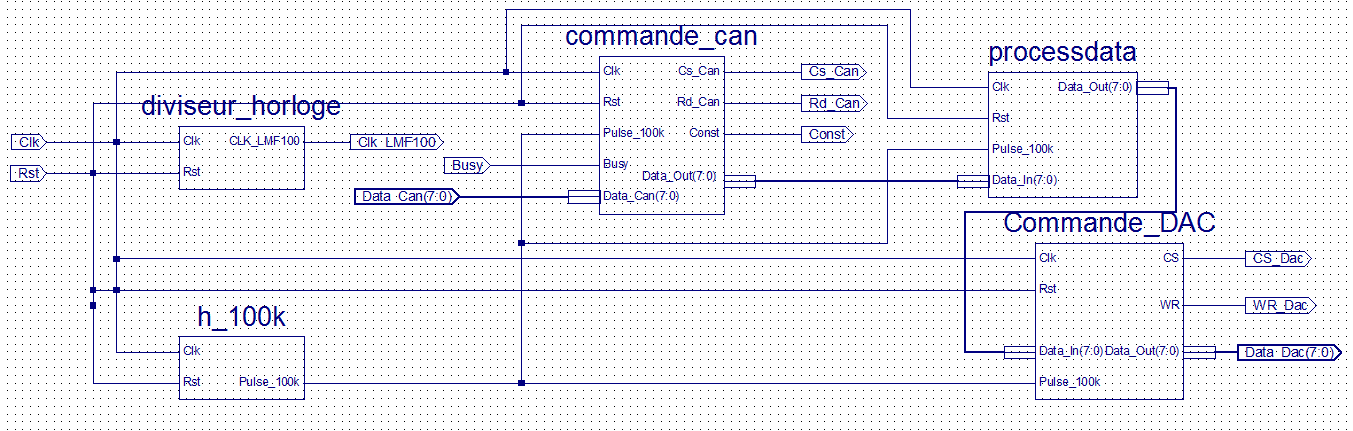 commande_can
Clk
Rst
Pulse_100k
Busy
Data_Can(7:0)
Cs_Can
Rd_Can
Const
Data_Out(7:0)
Cs_Can
Rd_Can
Const
processdata
Clk
Rst
Pulse_100k
Data_In(7:0)
Data_Out(7:0)
diviseur_horloge
Clk
Rst
CLK_LMF100
Clk
Rst
Clk_LMF100
Busy
Data_Can(7:0)
Commande_DAC
Clk
Rst
Data_In(7:0)
Pulse_100k
CS
WR
Data_Out(7:0)
CS_Dac
WR_Dac
Data_Dac(7:0)
h_100k
Clk
Rst
Pulse_100k